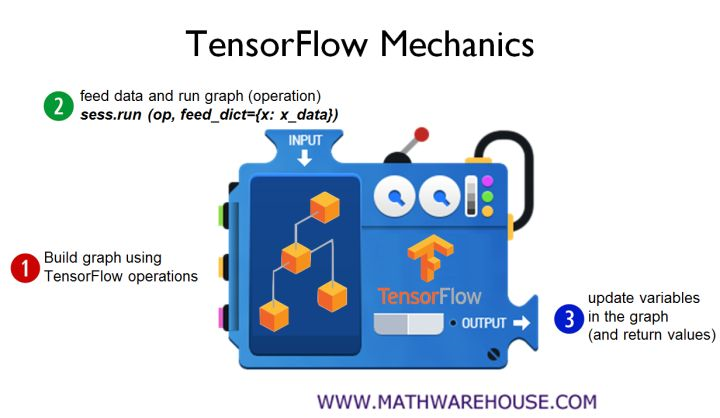 TensorFlow Mechanics
2
feed data and run graph (operation)
sess.run (op, feed_dict={x: x_data})
INPUT
1
Build graph using
TensorFlow operations
TensorFlow
OUTPUT
3
update variables
in the graph
(and return values)
WWW.MATHWAREHOUSE.COM